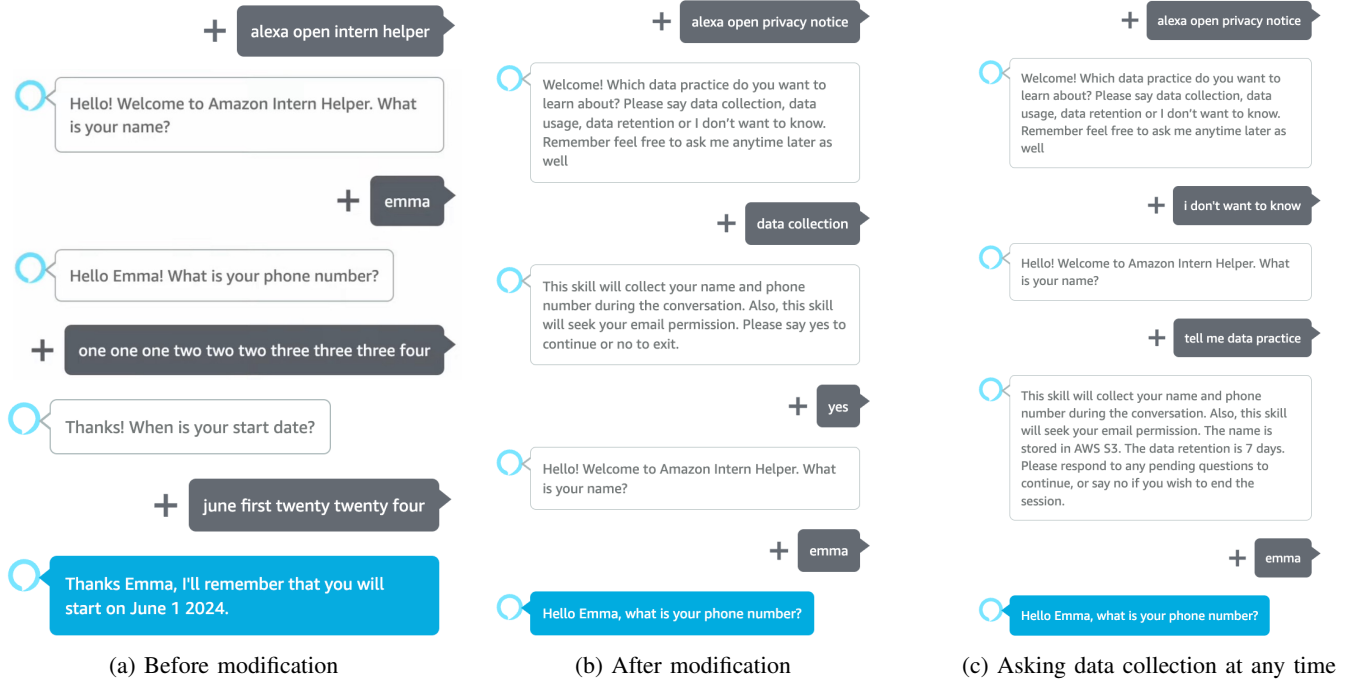 alexa open intern helper
Hello! Welcome to Amazon Intern Helper. What
is your name?
emma
Hello Emma! What is your phone number?
one one one two two two three three three four
Thanks! When is your start date?
june first twenty twenty four
Thanks Emma, I'll remember that you will
start on June 1 2024.
(a) Before modification
alexa open privacy notice
Welcome! Which data practice do you want to
learn about? Please say data collection, data
usage, data retention or I don't want to know.
Remember feel free to ask me anytime later as
well
data collection
This skill will collect your name and phone
number during the conversation. Also, this skill
will seek your email permission. Please say yes to
continue or no to exit.
yes
Hello! Welcome to Amazon Intern Helper. What
is your name?
emma
Hello Emma, what is your phone number?
(b) After modification
alexa open privacy notice
Welcome! Which data practice do you want to
learn about? Please say data collection, data
usage, data retention or I don't want to know.
Remember feel free to ask me anytime later as
well
i don't want to know
Hello! Welcome to Amazon Intern Helper. What
is your name?
tell me data practice
This skill will collect your name and phone
number during the conversation. Also, this skill
will seek your email permission. The name is
stored in AWS S3. The data retention is 7 days.
Please respond to any pending questions to
continue, or say no if you wish to end the
session.
emma
Hello Emma, what is your phone number?
(c) Asking data collection at any time